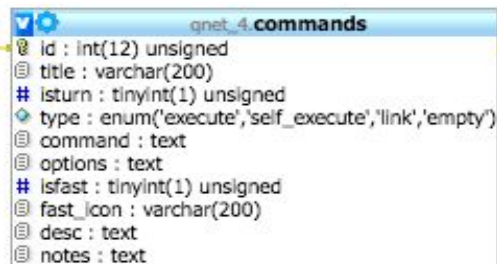 qnet_4.commands
id : int(12) unsigned
title : varchar(200)
# isturn : tinyint(1) unsigned
type : enum('execute','self_execute','link','empty')
command : text
options : text
# isfast : tinyint(1) unsigned
fast_icon : varchar(200)
desc : text
notes : text